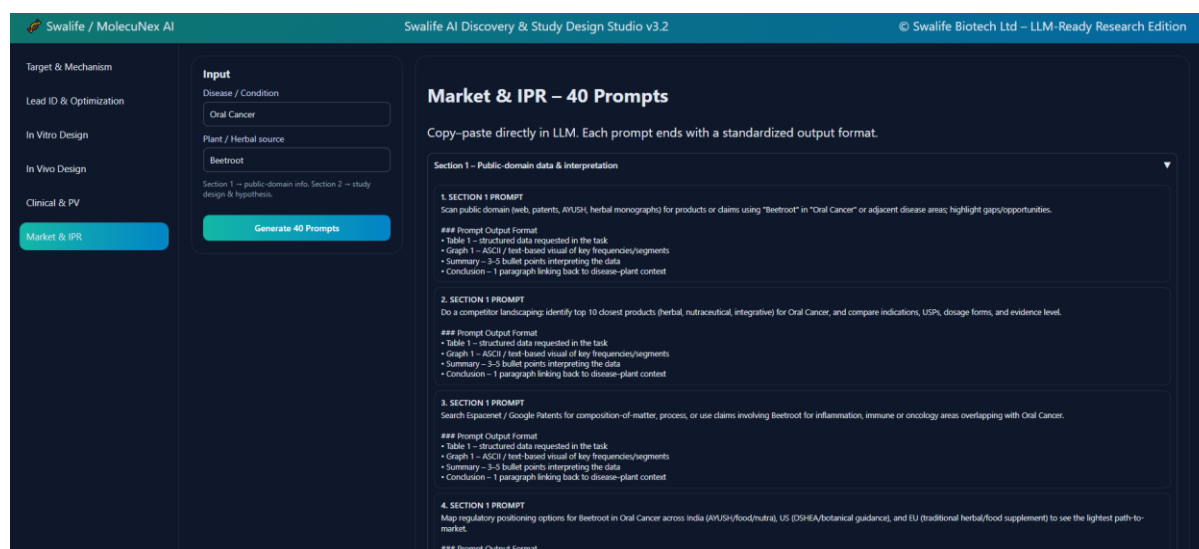 Swalife / MolecuNex AI
Swalife AI Discovery & Study Design Studio v3.2
© Swalife Biotech Ltd – LLM-Ready Research Edition
Target & Mechanism
Lead ID & Optimization
In Vitro Design
In Vivo Design
Clinical & PV
Market & IPR
Input
Disease / Condition
Oral Cancer
Plant / Herbal source
Beetroot
Section 1 → public-domain info. Section 2 → study
design & hypothesis.
Generate 40 Prompts
Market & IPR – 40 Prompts
Copy–paste directly in LLM. Each prompt ends with a standardized output format.
Section 1 – Public-domain data & interpretation
1. SECTION 1 PROMPT
Scan public domain (web, patents, AYUSH, herbal monographs) for products or claims using "Beetroot" in "Oral Cancer" or adjacent disease areas; highlight gaps/opportunities.
### Prompt Output Format
• Table 1 – structured data requested in the task
• Graph 1 – ASCII / text-based visual of key frequencies/segments
• Summary – 3–5 bullet points interpreting the data
• Conclusion – 1 paragraph linking back to disease–plant context
2. SECTION 1 PROMPT
Do a competitor landscaping: identify top 10 closest products (herbal, nutraceutical, integrative) for Oral Cancer, and compare indications, USPs, dosage forms, and evidence level.
### Prompt Output Format
• Table 1 – structured data requested in the task
• Graph 1 – ASCII / text-based visual of key frequencies/segments
• Summary – 3–5 bullet points interpreting the data
• Conclusion – 1 paragraph linking back to disease–plant context
3. SECTION 1 PROMPT
Search Espacenet / Google Patents for composition-of-matter, process, or use claims involving Beetroot for inflammation, immune or oncology areas overlapping with Oral Cancer.
### Prompt Output Format
• Table 1 – structured data requested in the task
• Graph 1 – ASCII / text-based visual of key frequencies/segments
• Summary – 3–5 bullet points interpreting the data
• Conclusion – 1 paragraph linking back to disease–plant context
4. SECTION 1 PROMPT
Map regulatory positioning options for Beetroot in Oral Cancer across India (AYUSH/food/nutra), US (DSHEA/botanical guidance), and EU (traditional herbal/food supplement) to see the lightest path-to-
market.
### Prompt Output Format